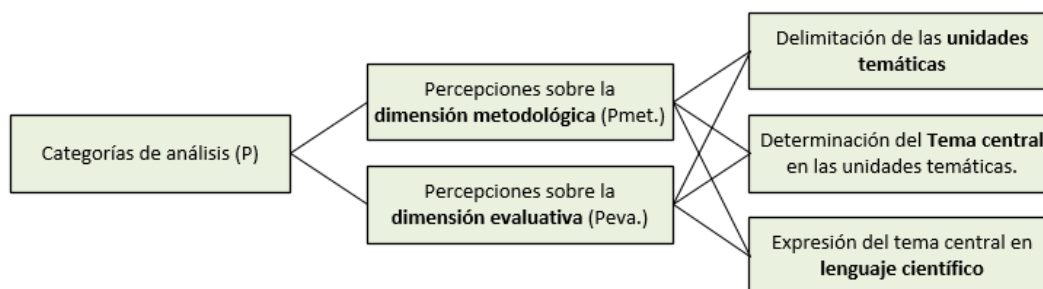 Categorías de análisis (P)
Percepciones sobre la
dimensión metodológica (Pmet.)
Percepciones sobre la
dimensión evaluativa (Peva.)
Delimitación de las unidades
temáticas
Determinación del Tema central
en las unidades temáticas.
Expresión del tema central en
lenguaje científico